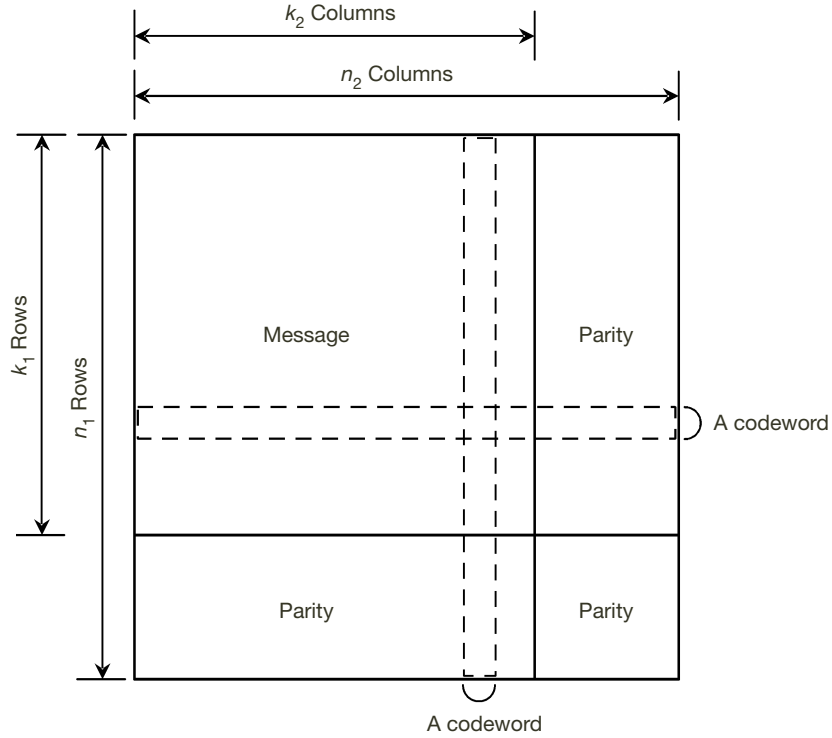 k₂ Columns
n₂ Columns
k₁ Rows
n₁ Rows
Message
Parity
A codeword
Parity
Parity
A codeword